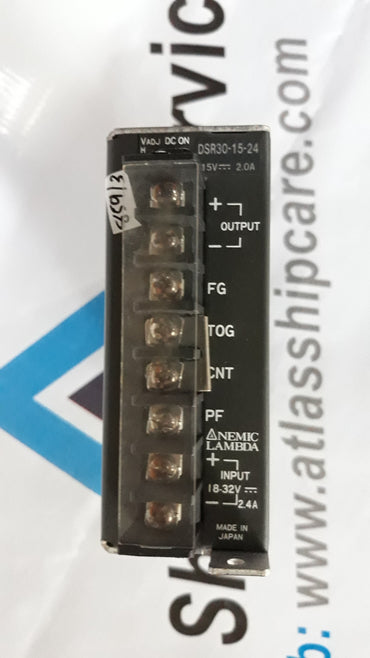 VADJ DC ON
H
DSR30-15-24
15V⎓ 2.0A
+
OUTPUT
−
FG
TOG
CNT
PF
NEMIC
LAMBDA
+
INPUT
18-32V⎓
−
2.4A
MADE IN
JAPAN
www.atlasshipcare.com